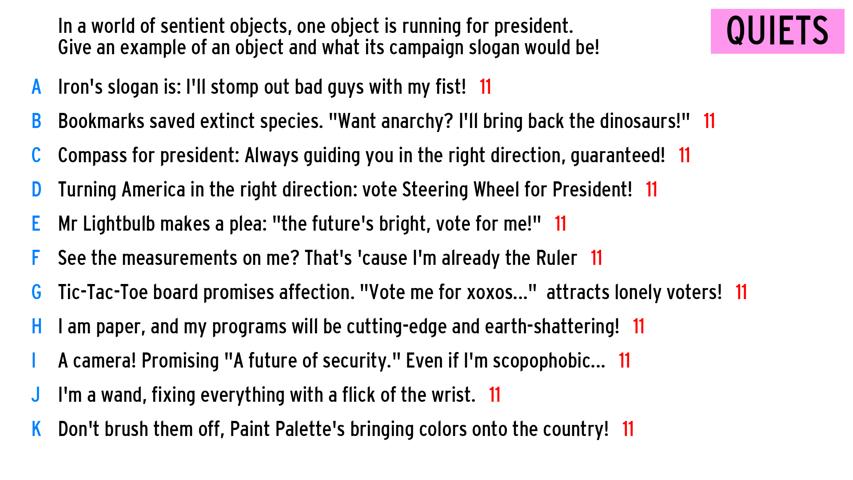 In a world of sentient objects, one object is running for president.
Give an example of an object and what its campaign slogan would be!
QUIETS
A Iron's slogan is: I'll stomp out bad guys with my fist! 11
B Bookmarks saved extinct species. "Want anarchy? I'll bring back the dinosaurs!" 11
C Compass for president: Always guiding you in the right direction, guaranteed! 11
D Turning America in the right direction: vote Steering Wheel for President! 11
E Mr Lightbulb makes a plea: "the future's bright, vote for me!" 11
F See the measurements on me? That's 'cause I'm already the Ruler 11
G Tic-Tac-Toe board promises affection. "Vote me for xoxos..." attracts lonely voters! 11
H I am paper, and my programs will be cutting-edge and earth-shattering! 11
I A camera! Promising "A future of security." Even if I'm scopophobic... 11
J I'm a wand, fixing everything with a flick of the wrist. 11
K Don't brush them off, Paint Palette's bringing colors onto the country! 11